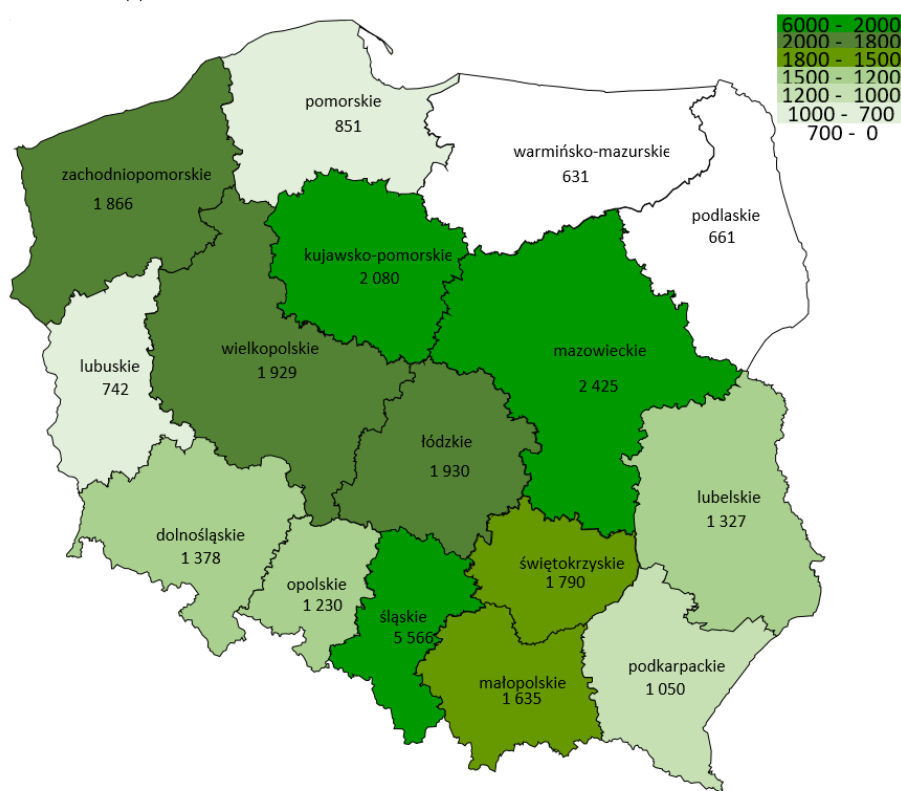 6000 - 2000
2000 - 1800
1800 - 1500
1500 - 1200
1200 - 1000
1000 - 700
700 - 0
pomorskie
851
warmińsko-mazurskie
631
zachodniopomorskie
1 866
podlaskie
661
kujawsko-pomorskie
2 080
wielkopolskie
1 929
mazowieckie
2 425
lubuskie
742
łódzkie
1 930
lubelskie
1 327
dolnośląskie
1 378
świętokrzyskie
1 790
opolskie
1 230
śląskie
5 566
podkarpackie
1 050
małopolskie
1 635